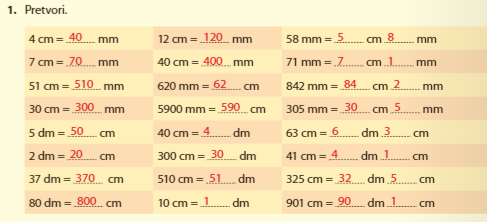 1. Pretvori.
4 cm = 40 mm 12 cm = 120 mm 58 mm = 5 cm 8 mm
7 cm = 70 mm 40 cm = 400 mm 71 mm = 7 cm 1 mm
51 cm = 510 mm 620 mm = 62 cm 842 mm = 84 cm 2 mm
30 cm = 300 mm 5900 mm = 590 cm 305 mm = 30 cm 5 mm
5 dm = 50 cm 40 cm = 4 dm 63 cm = 6 dm 3 cm
2 dm = 20 cm 300 cm = 30 dm 41 cm = 4 dm 1 cm
37 dm = 370 cm 510 cm = 51 dm 325 cm = 32 dm 5 cm
80 dm = 800 cm 10 cm = 1 dm 901 cm = 90 dm 1 cm